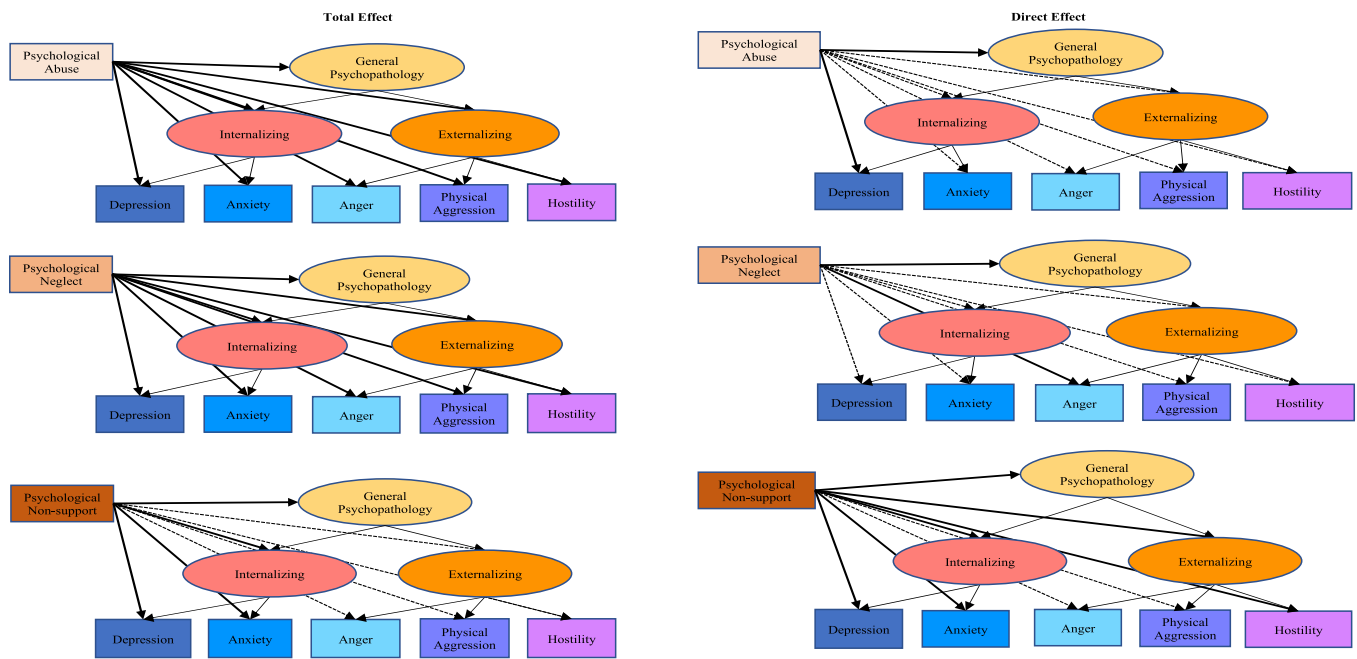 Total Effect
Psychological
Abuse
General
Psychopathology
Internalizing
Externalizing
Depression
Anxiety
Anger
Physical
Aggression
Hostility
Psychological
Neglect
General
Psychopathology
Internalizing
Externalizing
Depression
Anxiety
Anger
Physical
Aggression
Hostility
Psychological
Non-support
General
Psychopathology
Internalizing
Externalizing
Depression
Anxiety
Anger
Physical
Aggression
Hostility
Direct Effect
Psychological
Abuse
General
Psychopathology
Internalizing
Externalizing
Depression
Anxiety
Anger
Physical
Aggression
Hostility
Psychological
Neglect
General
Psychopathology
Internalizing
Externalizing
Depression
Anxiety
Anger
Physical
Aggression
Hostility
Psychological
Non-support
General
Psychopathology
Internalizing
Externalizing
Depression
Anxiety
Anger
Physical
Aggression
Hostility